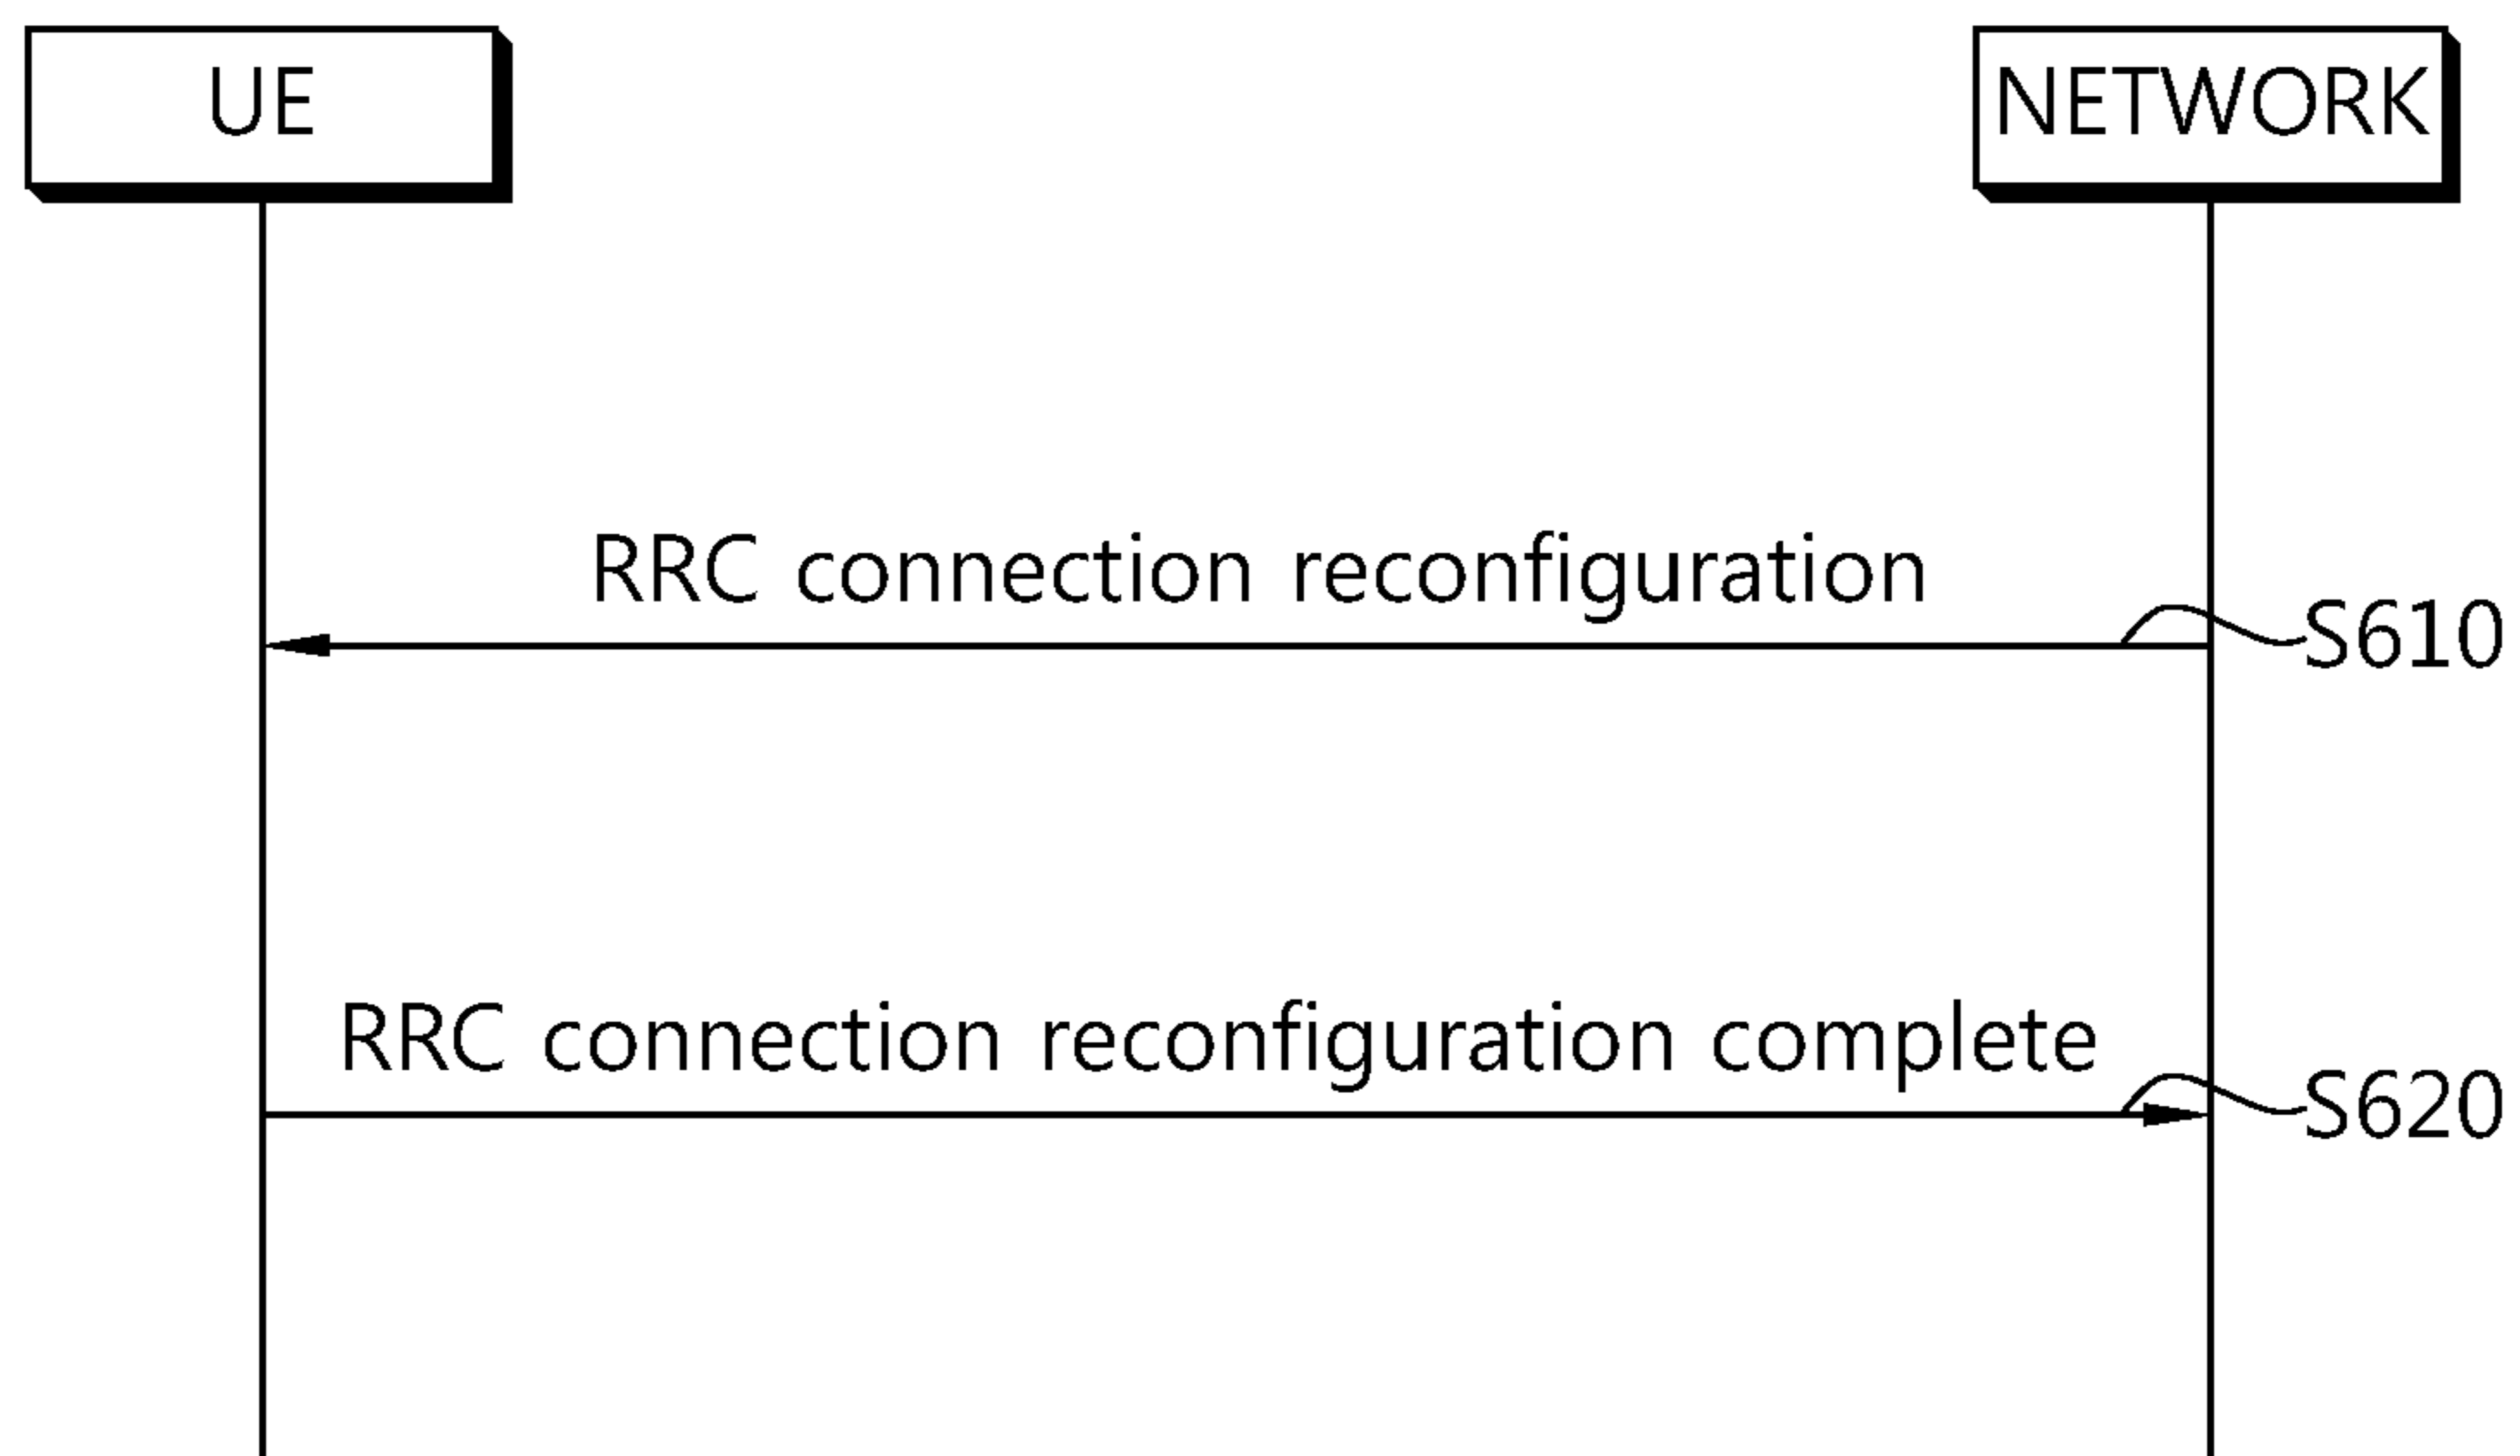 UE
NETWORK
RRC connection reconfiguration
S610
RRC connection reconfiguration complete
S620